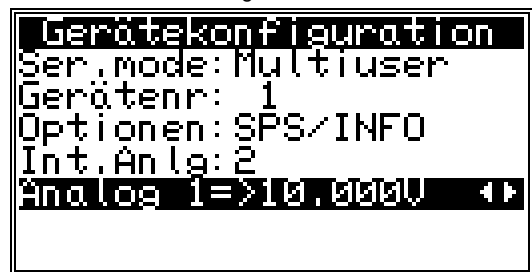 Gerätekonfiguration
Ser.mode:Multiuser
Gerätenr: 1
Optionen:SPS/INFO
Int.Anlg:2
Analog 1=>10.000V